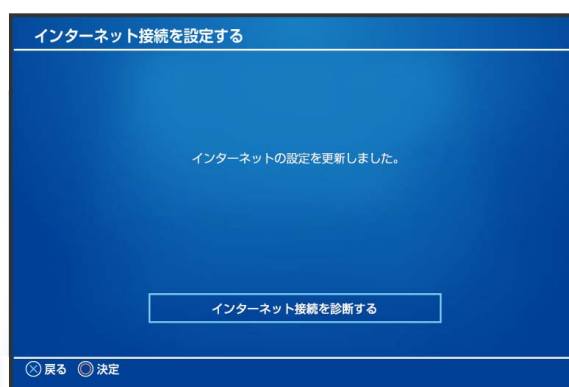 インターネット接続を設定する
インターネットの設定を更新しました。
インターネット接続を診断する
戻る 決定